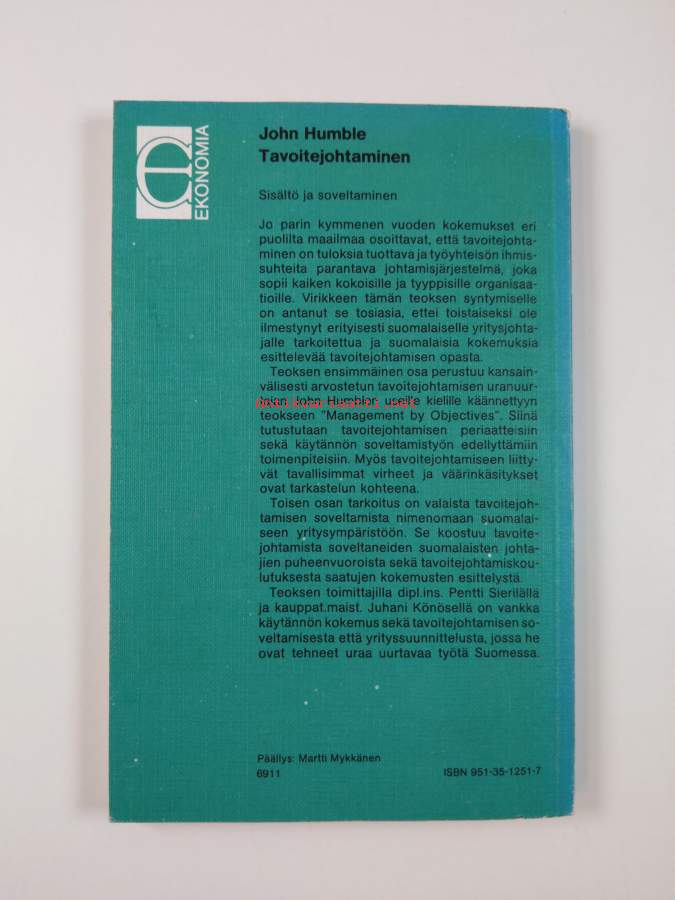 EKONOMIA
John Humble
Tavoitejohtaminen
Sisältö ja soveltaminen
Jo parin kymmenen vuoden kokemukset eri
puolilta maailmaa osoittavat, että tavoitejohta-
minen on tuloksia tuottava ja työyhteisön ihmis-
suhteita parantava johtamisjärjestelmä, joka
sopii kaiken kokoisille ja tyyppisille organisaa-
tioille. Virikkeen tämän teoksen syntymiselle
on antanut se tosiasia, ettei toistaiseksi ole
ilmestynyt erityisesti suomalaiselle yritysjohta-
jalle tarkoitettua ja suomalaisia kokemuksia
esittelevää tavoitejohtamisen opasta.
Teoksen ensimmäinen osa perustuu kansain-
välisesti arvostetun tavoitejohtamisen uranuur-
John Humblen useille kielille käännettyyn
teokseen "Management by Objectives". Siinä
tutustutaan tavoitejohtamisen periaatteisiin
sekä käytännön soveltamistyön edellyttämiin
toimenpiteisiin. Myös tavoitejohtamiseen liitty-
vät tavallisimmat virheet ja väärinkäsitykset
ovat tarkastelun kohteena.
Toisen osan tarkoitus on valaista tavoitejoh-
tamisen soveltamista nimenomaan suomalai-
seen yritysympäristöön. Se koostuu tavoite-
johtamista soveltaneiden suomalaisten johta-
jien puheenvuoroista sekä tavoitejohtamiskou-
lutuksesta saatujen kokemusten esittelystä.
Teoksen toimittajilla dipl.ins. Pentti Sierilällä
ja kauppat.maist. Juhani Könösellä on vankka
käytännön kokemus sekä tavoitejohtamisen so-
veltamisesta että yrityssuunnittelusta, jossa he
ovat tehneet uraa uurtavaa työtä Suomessa.
Päällys: Martti Mykkänen
6911
ISBN 951-35-1251-7